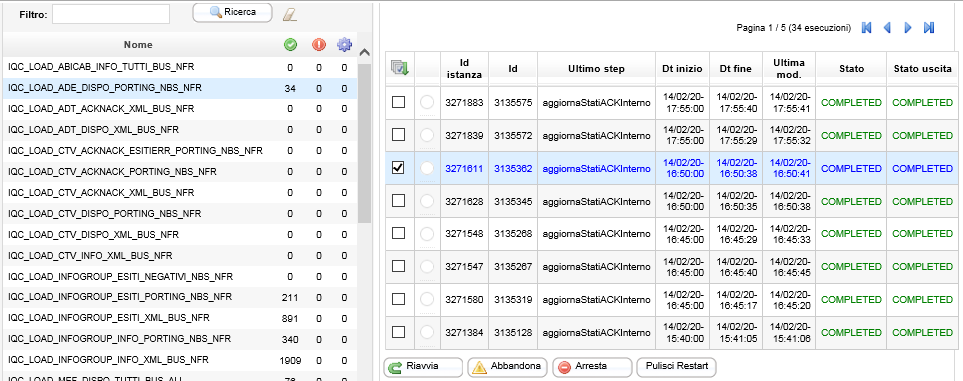 Filtro: Ricerca
Nome
IQC_LOAD_ABICAB_INFO_TUTTI_BUS_NFR 0 0 0
IQC_LOAD_ADE_DISPO_PORTING_NBS_NFR 34 0 0
IQC_LOAD_ADT_ACKNACK_XML_BUS_NFR 0 0 0
IQC_LOAD_ADT_DISPO_XML_BUS_NFR 0 0 0
IQC_LOAD_CTV_ACKNACK_ESITIERR_PORTING_NBS_NFR 0 0 0
IQC_LOAD_CTV_ACKNACK_PORTING_NBS_NFR 0 0 0
IQC_LOAD_CTV_ACKNACK_XML_BUS_NFR 0 0 0
IQC_LOAD_CTV_DISPO_PORTING_NBS_NFR 0 0 0
IQC_LOAD_CTV_DISPO_XML_BUS_NFR 0 0 0
IQC_LOAD_CTV_INFO_XML_BUS_NFR 0 0 0
IQC_LOAD_INFOGROUP_ESITI_NEGATIVI_NBS_NFR 0 0 0
IQC_LOAD_INFOGROUP_ESITI_PORTING_NBS_NFR 211 0 0
IQC_LOAD_INFOGROUP_ESITI_XML_BUS_NFR 891 0 0
IQC_LOAD_INFOGROUP_INFO_PORTING_NBS_NFR 340 0 0
IQC_LOAD_INFOGROUP_INFO_XML_BUS_NFR 1909 0 0
IQC_LOAD_MEF_DISPO_TUTTI_BUS_ALL 76 0 0
Pagina 1 / 5 (34 esecuzioni)
Id istanza Id Ultimo step Dt inizio Dt fine Ultima mod. Stato Stato uscita
3271883 3135575 aggiornaStatiACKInterno 14/02/20-17:55:00 14/02/20-17:55:40 14/02/20-17:55:41 COMPLETED COMPLETED
3271839 3135572 aggiornaStatiACKInterno 14/02/20-17:55:00 14/02/20-17:55:29 14/02/20-17:55:32 COMPLETED COMPLETED
3271611 3135362 aggiornaStatiACKInterno 14/02/20-16:50:00 14/02/20-16:50:38 14/02/20-16:50:41 COMPLETED COMPLETED
3271628 3135345 aggiornaStatiACKInterno 14/02/20-16:50:00 14/02/20-16:50:35 14/02/20-16:50:38 COMPLETED COMPLETED
3271548 3135268 aggiornaStatiACKInterno 14/02/20-16:45:00 14/02/20-16:45:29 14/02/20-16:45:33 COMPLETED COMPLETED
3271547 3135267 aggiornaStatiACKInterno 14/02/20-16:45:00 14/02/20-16:45:40 14/02/20-16:45:45 COMPLETED COMPLETED
3271580 3135319 aggiornaStatiACKInterno 14/02/20-16:45:00 14/02/20-16:45:17 14/02/20-16:45:20 COMPLETED COMPLETED
3271384 3135128 aggiornaStatiACKInterno 14/02/20-15:40:00 14/02/20-15:41:05 14/02/20-15:41:06 COMPLETED COMPLETED
Riavvia Abbandona Arresta Pulisci Restart